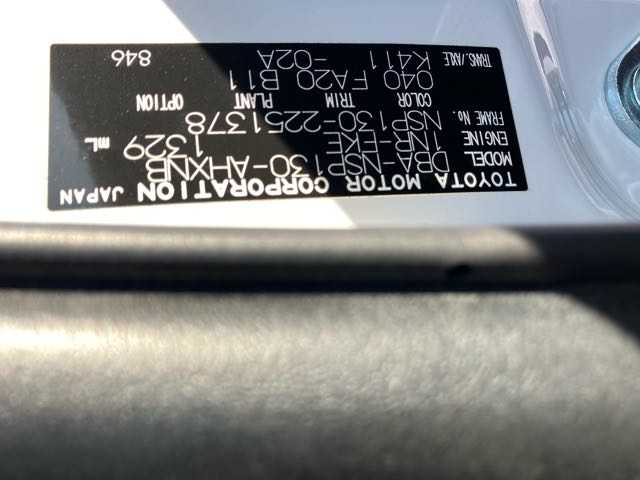 TOYOTA MOTOR CORPORATION JAPAN
MODEL DBA-NSP130-AHXNB
ENGINE 1NR-FKE 1329 mL
FRAME No. NSP130-2251378
COLOR TRIM PLANT OPTION
040 FA20 B11
TRANS/AXLE K411 -02A 846